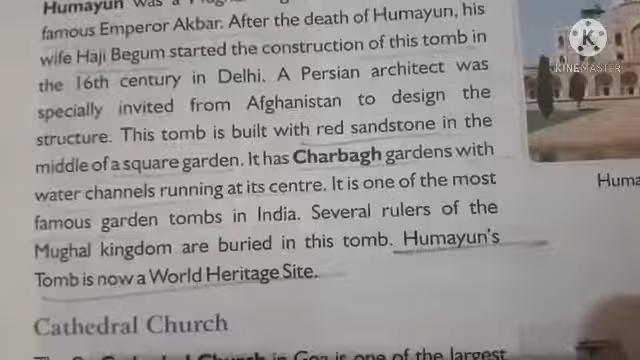 Humayun was a
famous Emperor Akbar. After the death of Humayun, his
wife Haji Begum started the construction of this tomb in
the 16th century in Delhi. A Persian architect was
specially invited from Afghanistan to design the
structure. This tomb is built with red sandstone in the
middle of a square garden. It has Charbagh gardens with
water channels running at its centre. It is one of the most
famous garden tombs in India. Several rulers of the
Mughal kingdom are buried in this tomb. Humayun's
Tomb is now a World Heritage Site.
Cathedral Church
Church in Goa is one of the largest
K
KINEMASTER